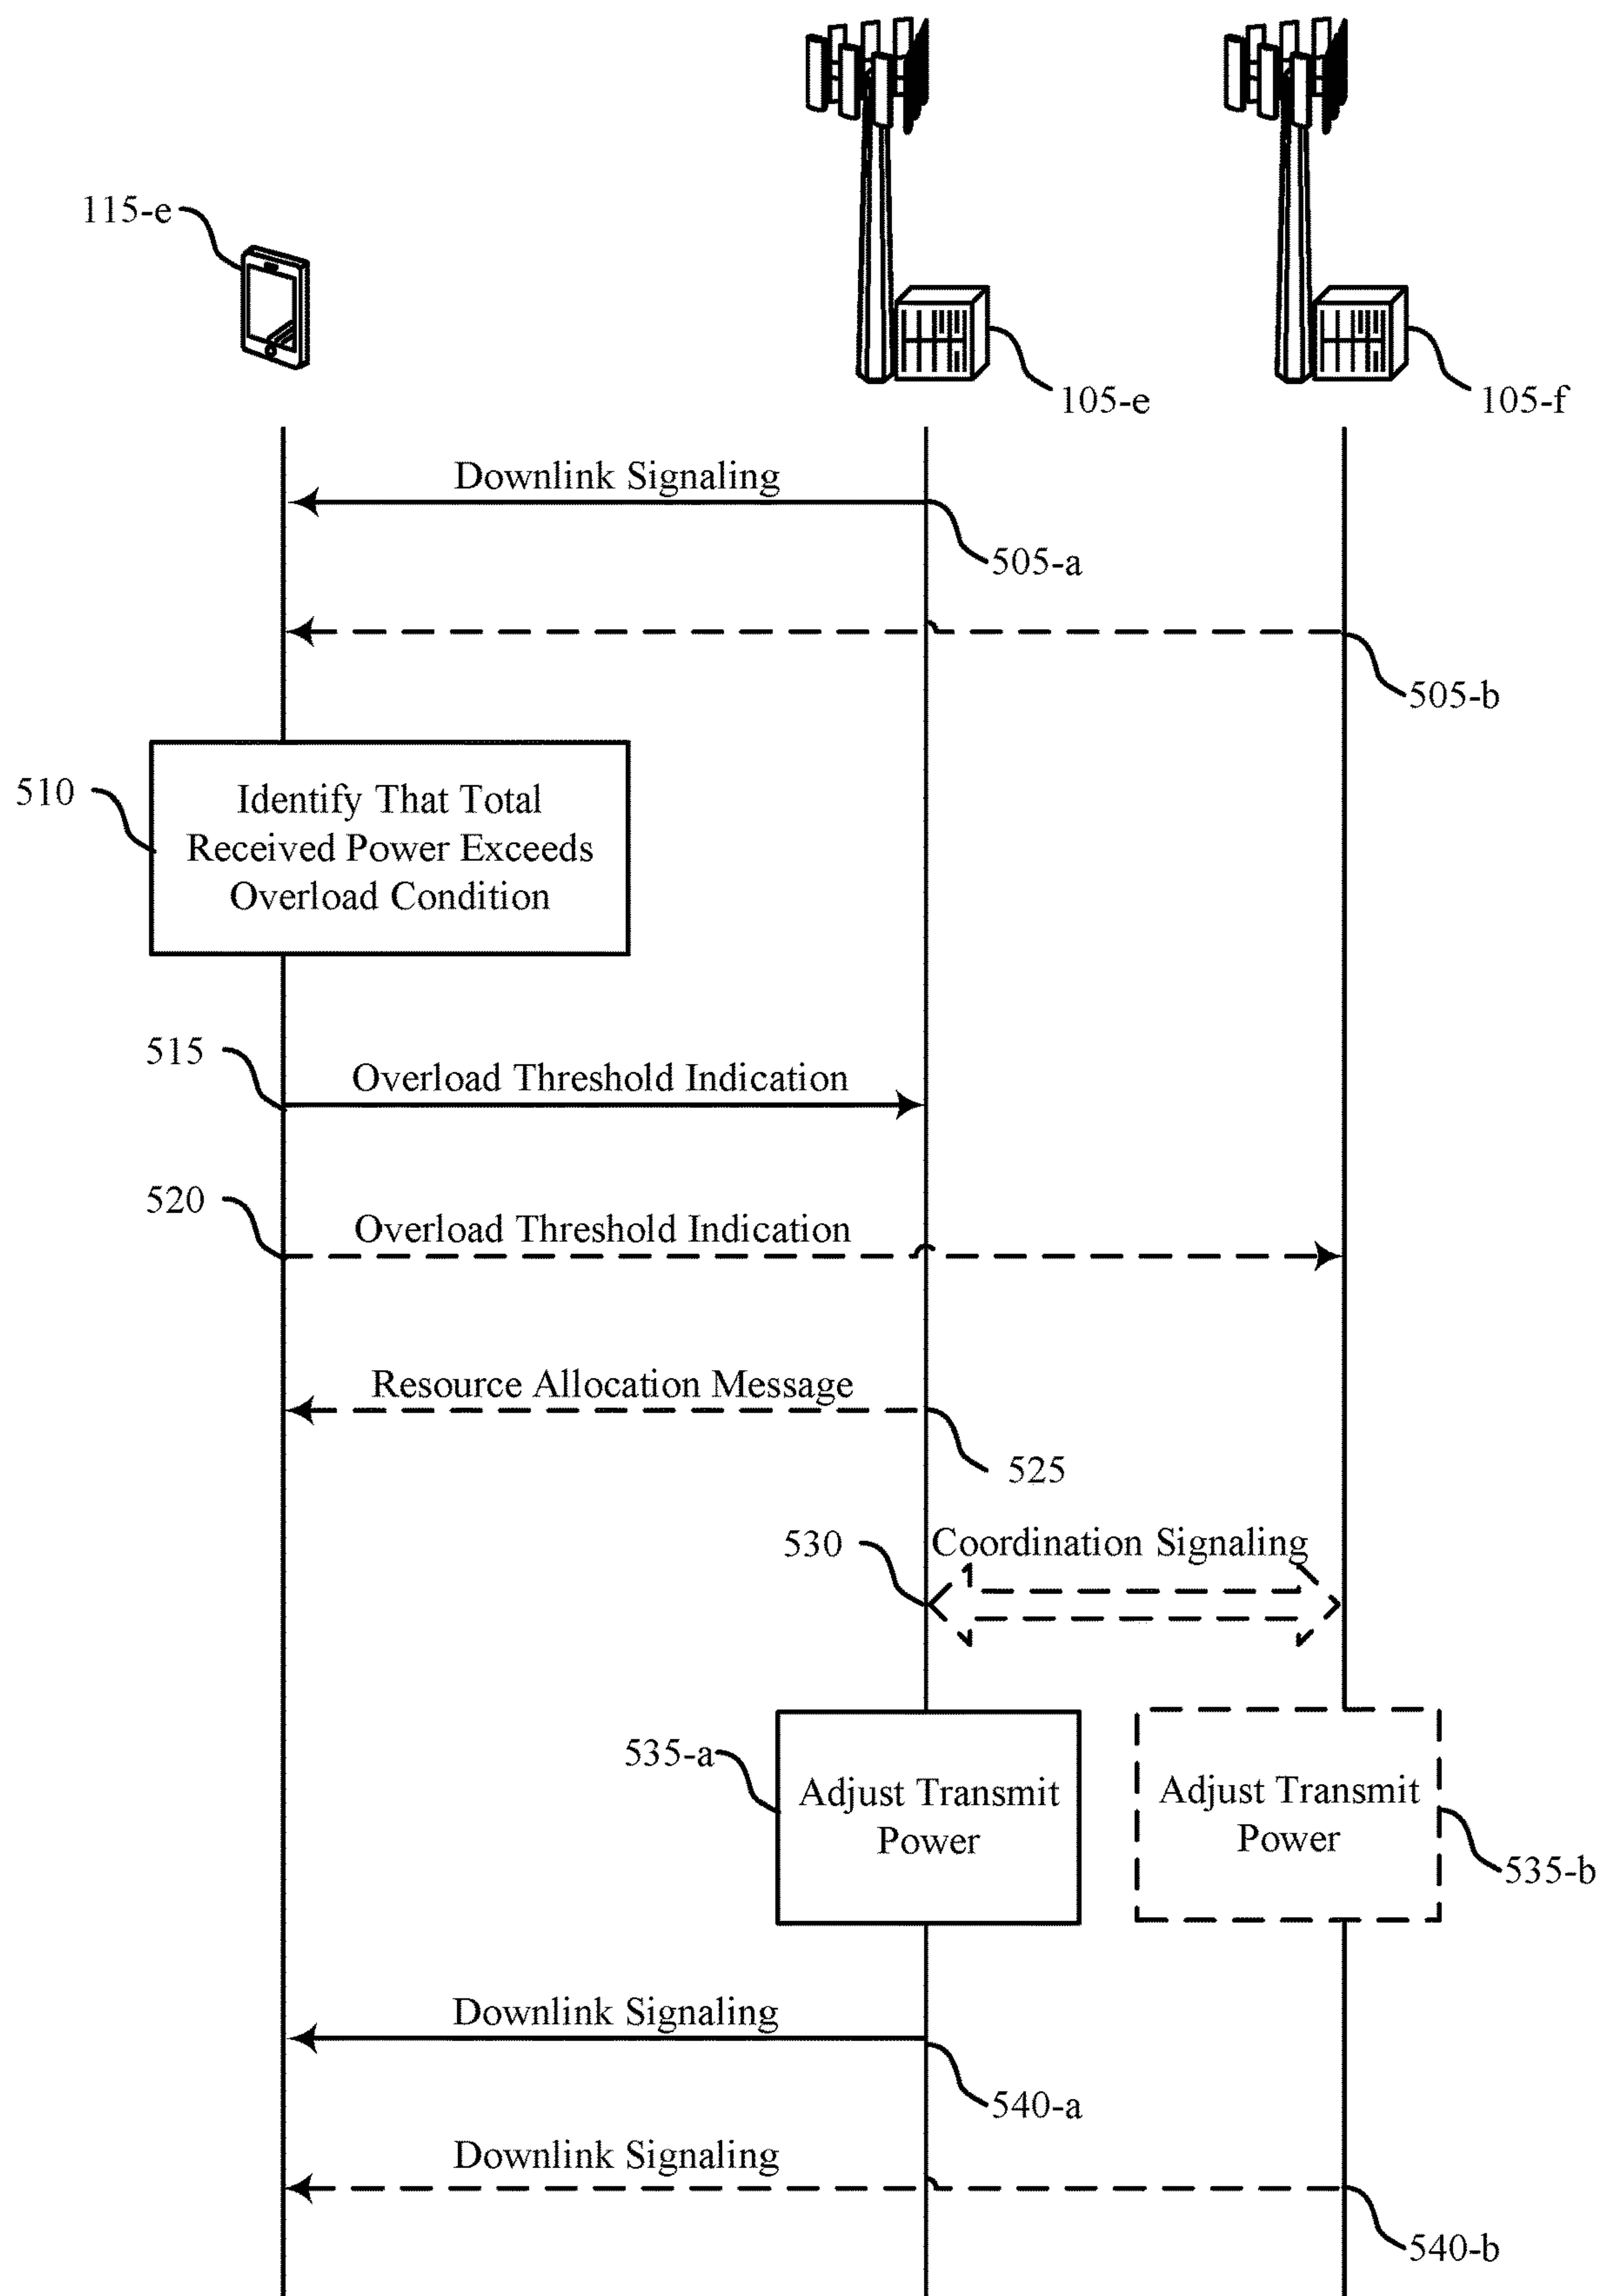 115-e
105-e
105-f
Downlink Signaling
505-a
505-b
510
Identify That Total
Received Power Exceeds
Overload Condition
515
Overload Threshold Indication
520
Overload Threshold Indication
Resource Allocation Message
525
530
Coordination Signaling
535-a
Adjust Transmit
Power
Adjust Transmit
Power
535-b
Downlink Signaling
540-a
Downlink Signaling
540-b